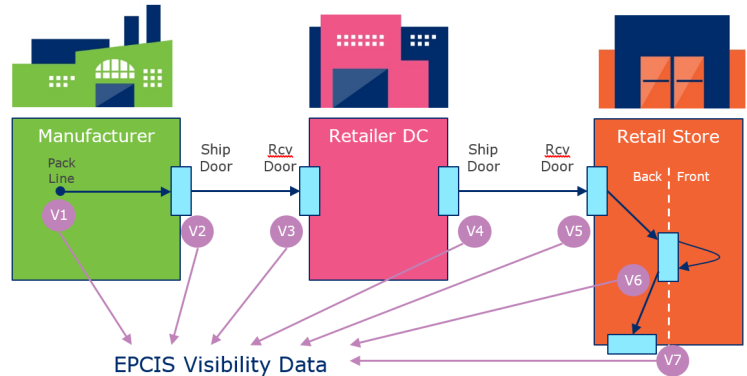 Manufacturer
Retailer DC
Retail Store
Pack
Line
Ship
Door
Rcv
Door
Ship
Door
Rcv
Door
Back
Front
V1
V2
V3
V4
V5
V6
V7
EPCIS Visibility Data